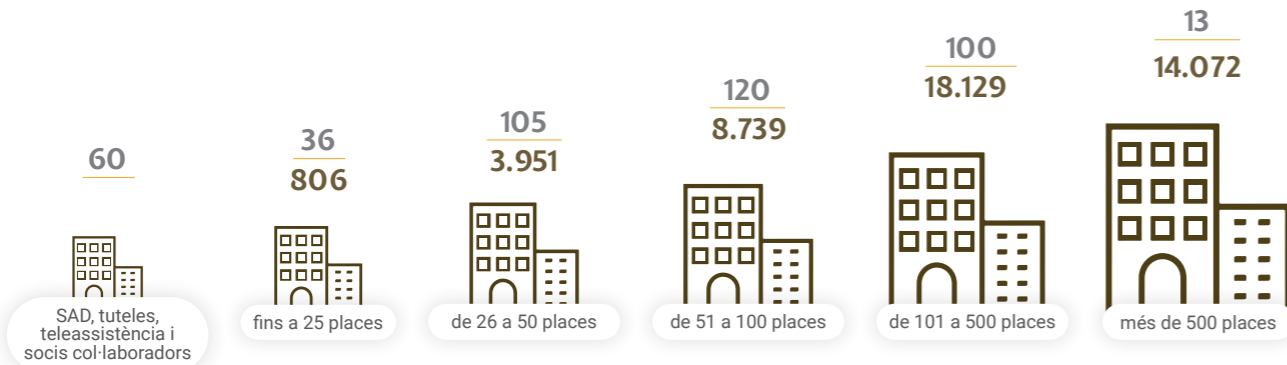 60
SAD, tuteles,
teleassistència i
socis col·laboradors
36
806
fins a 25 places
105
3.951
de 26 a 50 places
120
8.739
de 51 a 100 places
100
18.129
de 101 a 500 places
13
14.072
més de 500 places